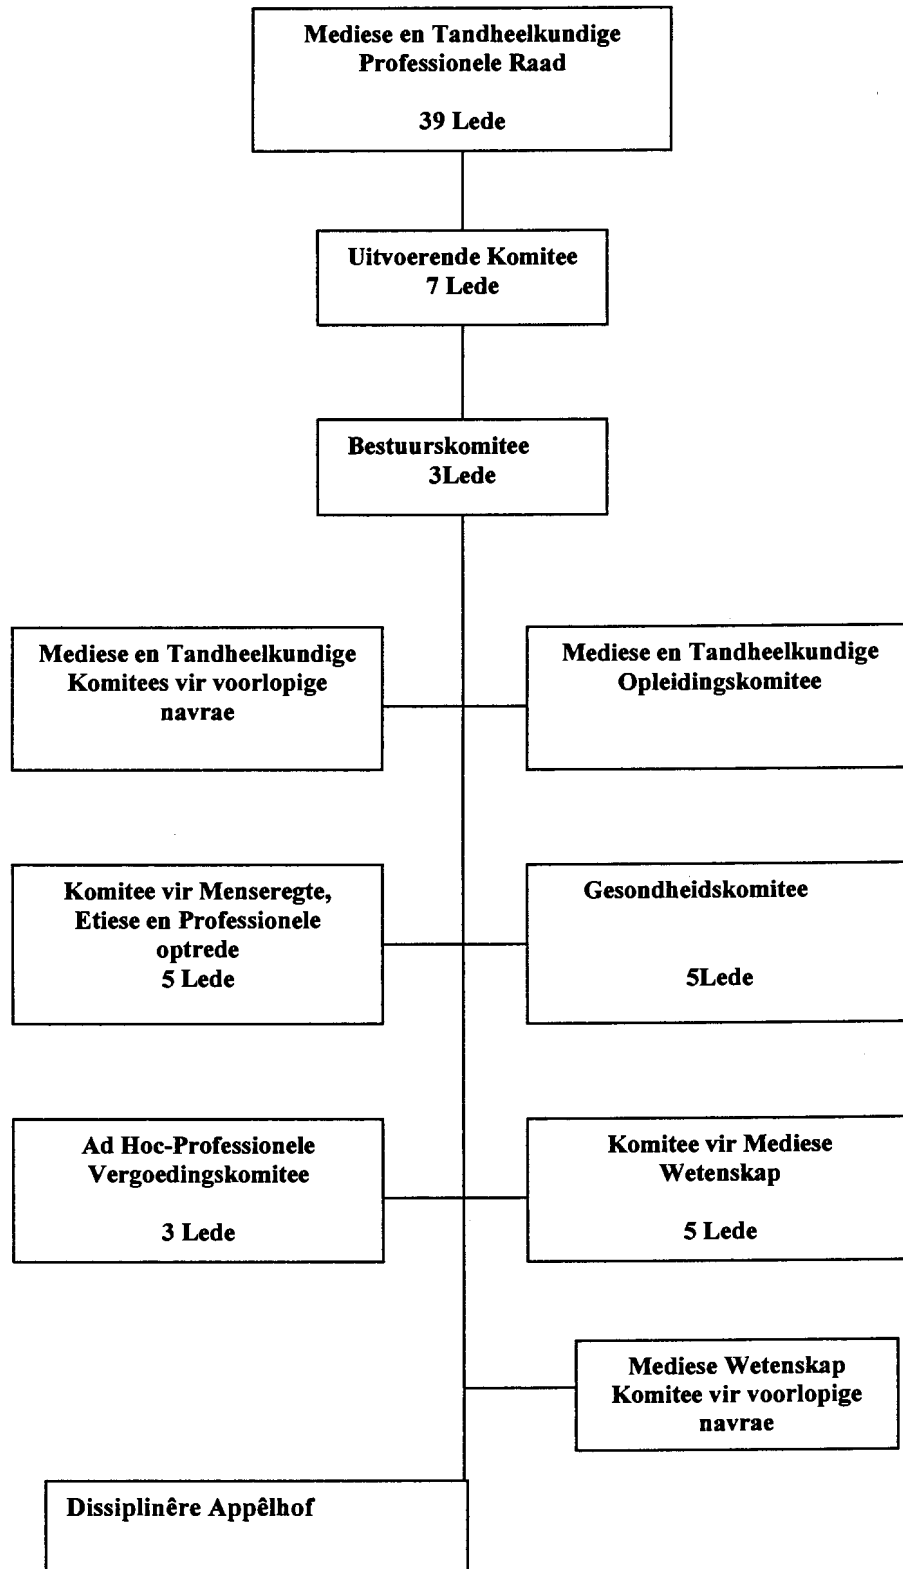 Mediese en Tandheelkundige
Professionele Raad
39 Lede
Uitvoerende Komitee
7 Lede
Bestuurskomitee
3Lede
Mediese en Tandheelkundige
Komitees vir voorlopige
navrae
Mediese en Tandheelkundige
Opleidingskomitee
Komitee vir Menseregte,
Etiese en Professionele
optrede
5 Lede
Gesondheidskomitee
5Lede
Ad Hoc-Professionele
Vergoedingskomitee
3 Lede
Komitee vir Mediese
Wetenskap
5 Lede
Mediese Wetenskap
Komitee vir voorlopige
navrae
Dissiplinêre Appêlhof